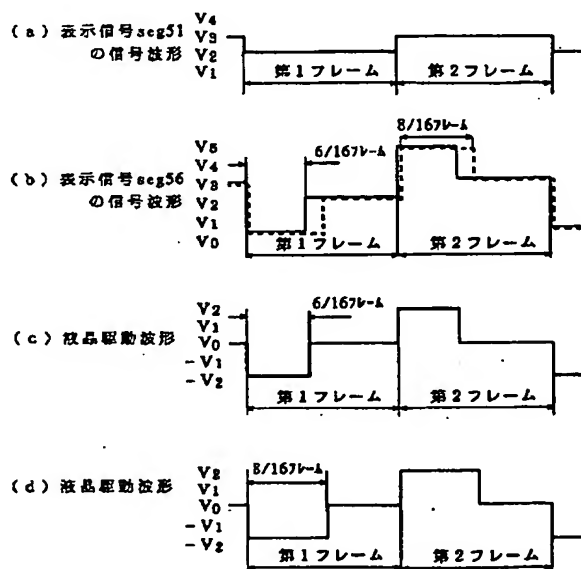 V4
(a) 表示信号seg51 V3
の信号波形 V2
V1
第1フレーム 第2フレーム
8/16フレーム
V5
6/16フレーム
V4
(b) 表示信号seg56 V3
の信号波形 V2
V1
V0
第1フレーム 第2フレーム
V2
6/16フレーム
V1
(c) 液晶駆動波形 V0
-V1
-V2
第1フレーム 第2フレーム
V2
8/16フレーム
V1
(d) 液晶駆動波形 V0
-V1
-V2
第1フレーム 第2フレーム